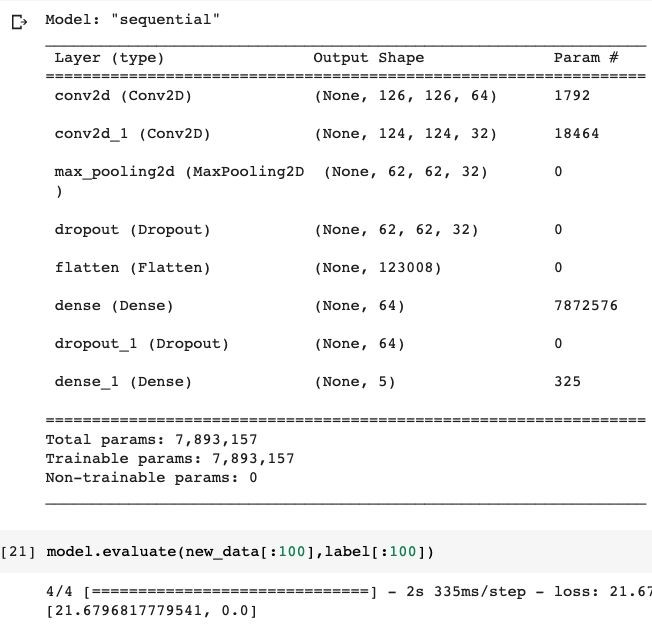 Model: "sequential"
Layer (type) Output Shape Param #
=================================================================
conv2d (Conv2D) (None, 126, 126, 64) 1792
conv2d_1 (Conv2D) (None, 124, 124, 32) 18464
max_pooling2d (MaxPooling2D (None, 62, 62, 32) 0
)
dropout (Dropout) (None, 62, 62, 32) 0
flatten (Flatten) (None, 123008) 0
dense (Dense) (None, 64) 7872576
dropout_1 (Dropout) (None, 64) 0
dense_1 (Dense) (None, 5) 325
=================================================================
Total params: 7,893,157
Trainable params: 7,893,157
Non-trainable params: 0
[21] model.evaluate(new_data[:100],label[:100])
4/4 [==============================] - 2s 335ms/step - loss: 21.67
[21.6796817779541, 0.0]